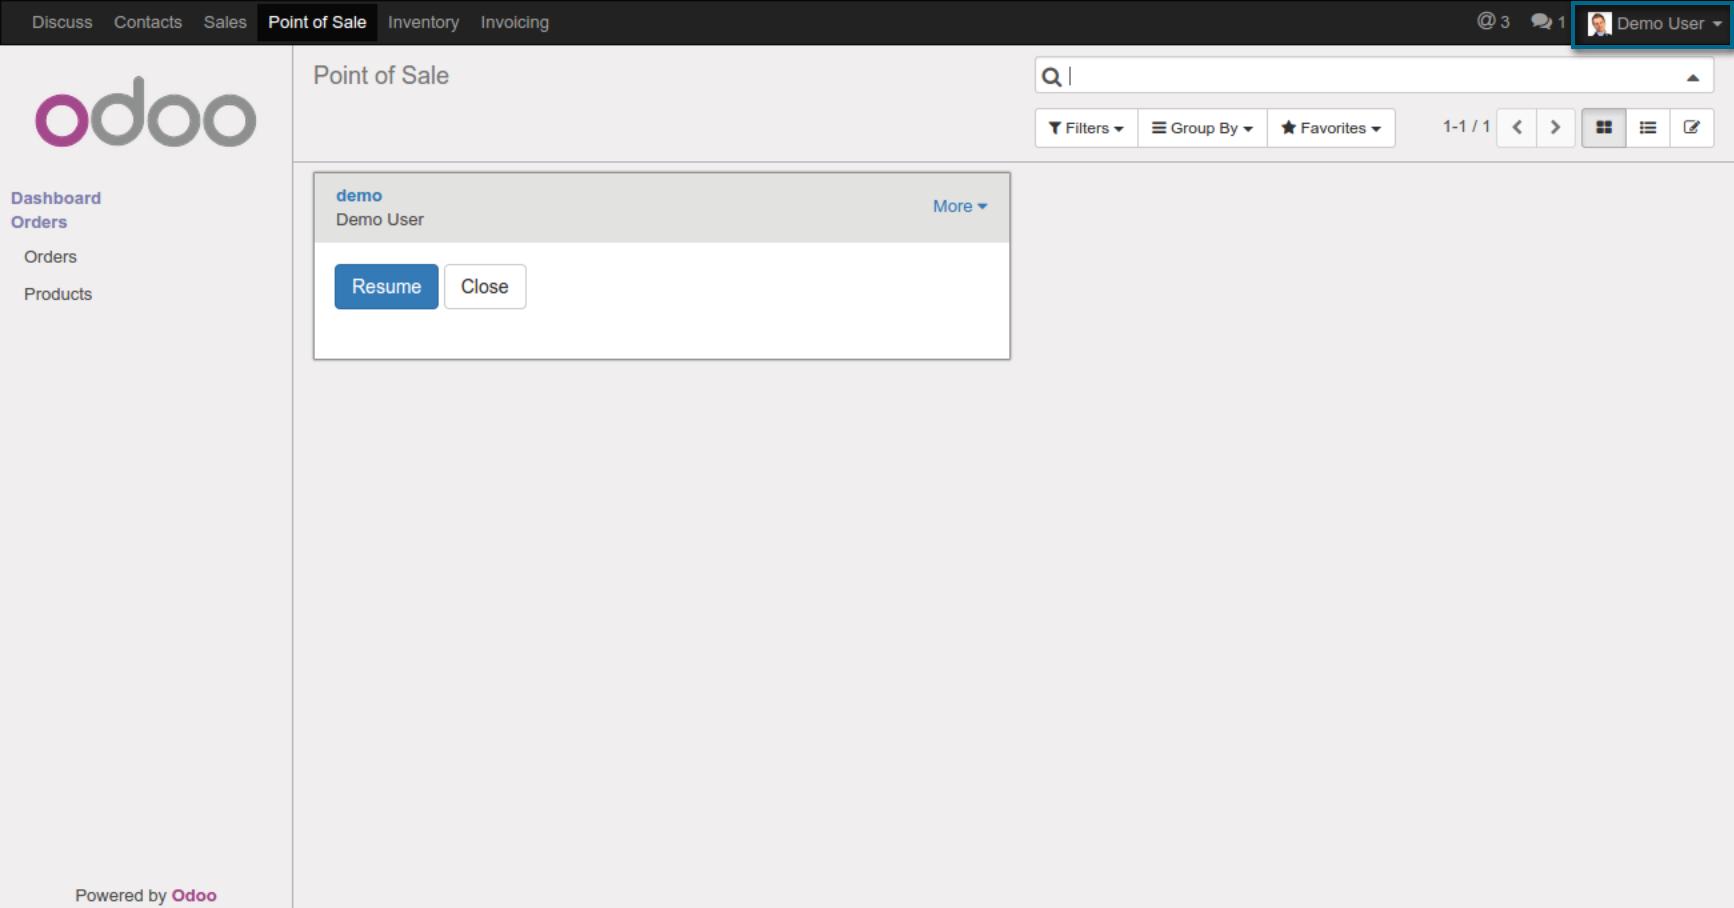 Discuss Contacts Sales Point of Sale Inventory Invoicing @ 3 1 Demo User
odoo
Point of Sale
Filters Group By Favorites 1-1 / 1
Dashboard
Orders
Orders
Products
demo
Demo User
More
Resume Close
Powered by Odoo